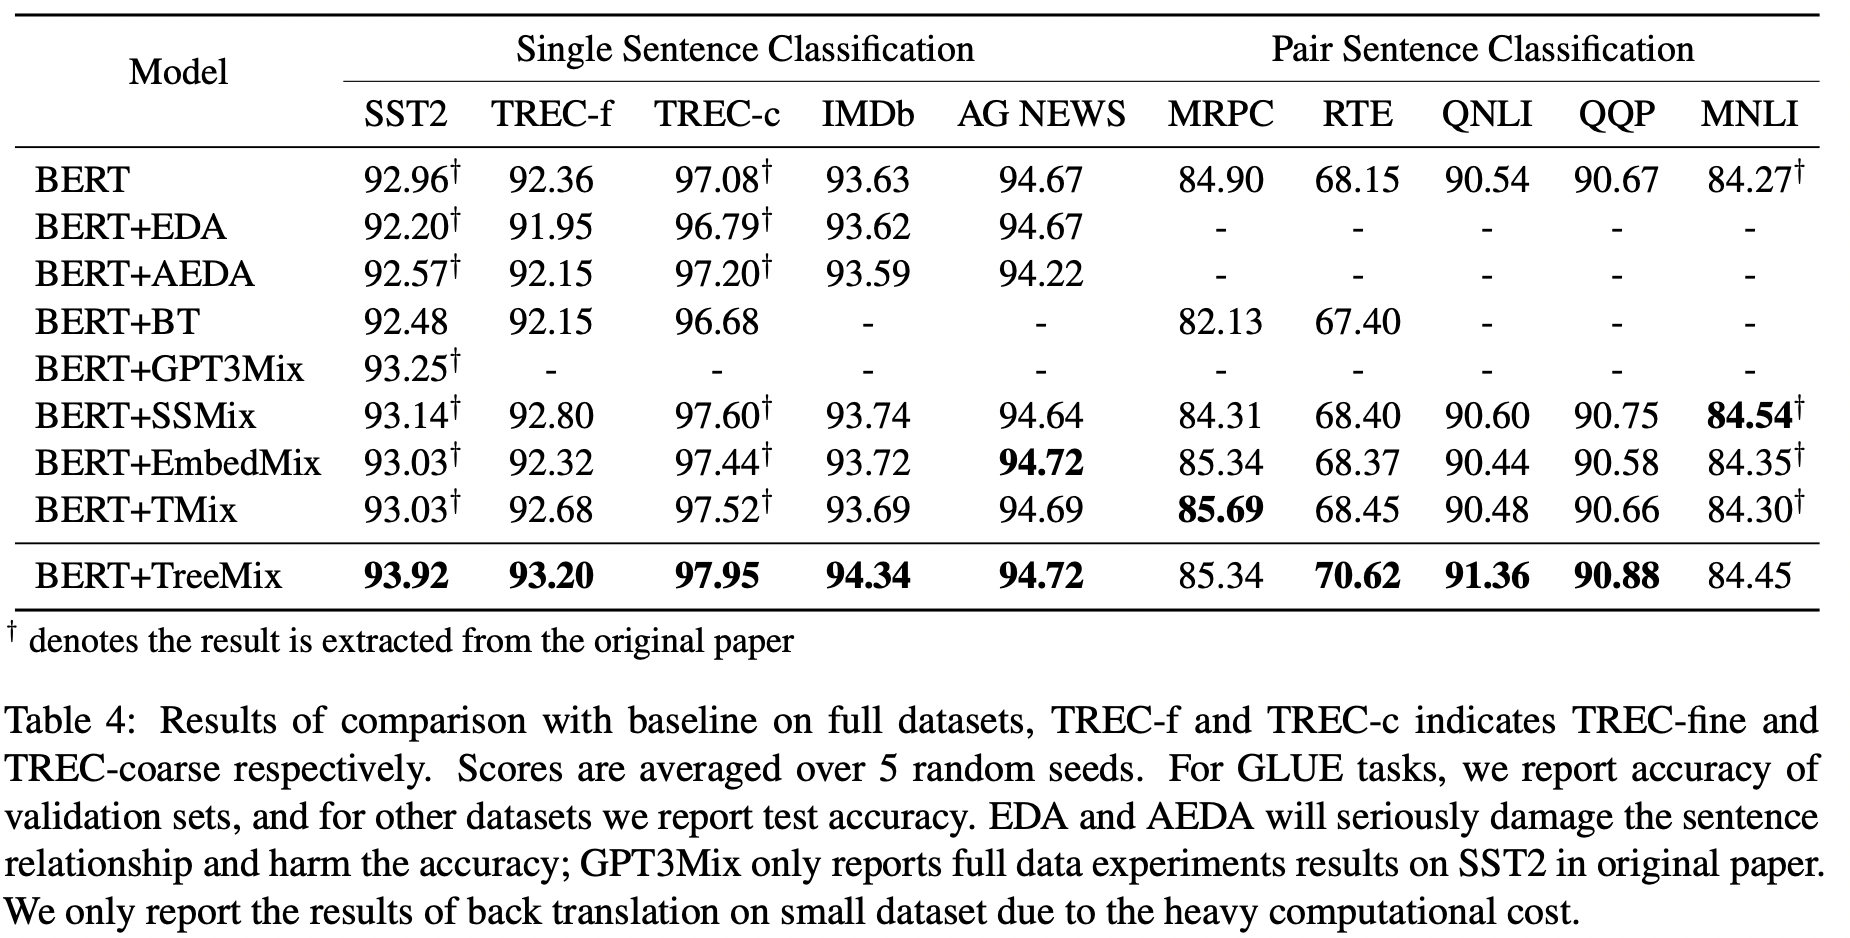 Model Single Sentence Classification Pair Sentence Classification
SST2 TREC-f TREC-c IMDb AG NEWS MRPC RTE QNLI QQP MNLI
BERT 92.96† 92.36 97.08† 93.63 94.67 84.90 68.15 90.54 90.67 84.27†
BERT+EDA 92.20† 91.95 96.79† 93.62 94.67 - - - - -
BERT+AEDA 92.57† 92.15 97.20† 93.59 94.22 - - - - -
BERT+BT 92.48 92.15 96.68 - - 82.13 67.40 - - -
BERT+GPT3Mix 93.25† - - - - - - - - -
BERT+SSMix 93.14† 92.80 97.60† 93.74 94.64 84.31 68.40 90.60 90.75 84.54†
BERT+EmbedMix 93.03† 92.32 97.44† 93.72 94.72 85.34 68.37 90.44 90.58 84.35†
BERT+TMix 93.03† 92.68 97.52† 93.69 94.69 85.69 68.45 90.48 90.66 84.30†
BERT+TreeMix 93.92 93.20 97.95 94.34 94.72 85.34 70.62 91.36 90.88 84.45
† denotes the result is extracted from the original paper
Table 4: Results of comparison with baseline on full datasets, TREC-f and TREC-c indicates TREC-fine and
TREC-coarse respectively. Scores are averaged over 5 random seeds. For GLUE tasks, we report accuracy of
validation sets, and for other datasets we report test accuracy. EDA and AEDA will seriously damage the sentence
relationship and harm the accuracy; GPT3Mix only reports full data experiments results on SST2 in original paper.
We only report the results of back translation on small dataset due to the heavy computational cost.